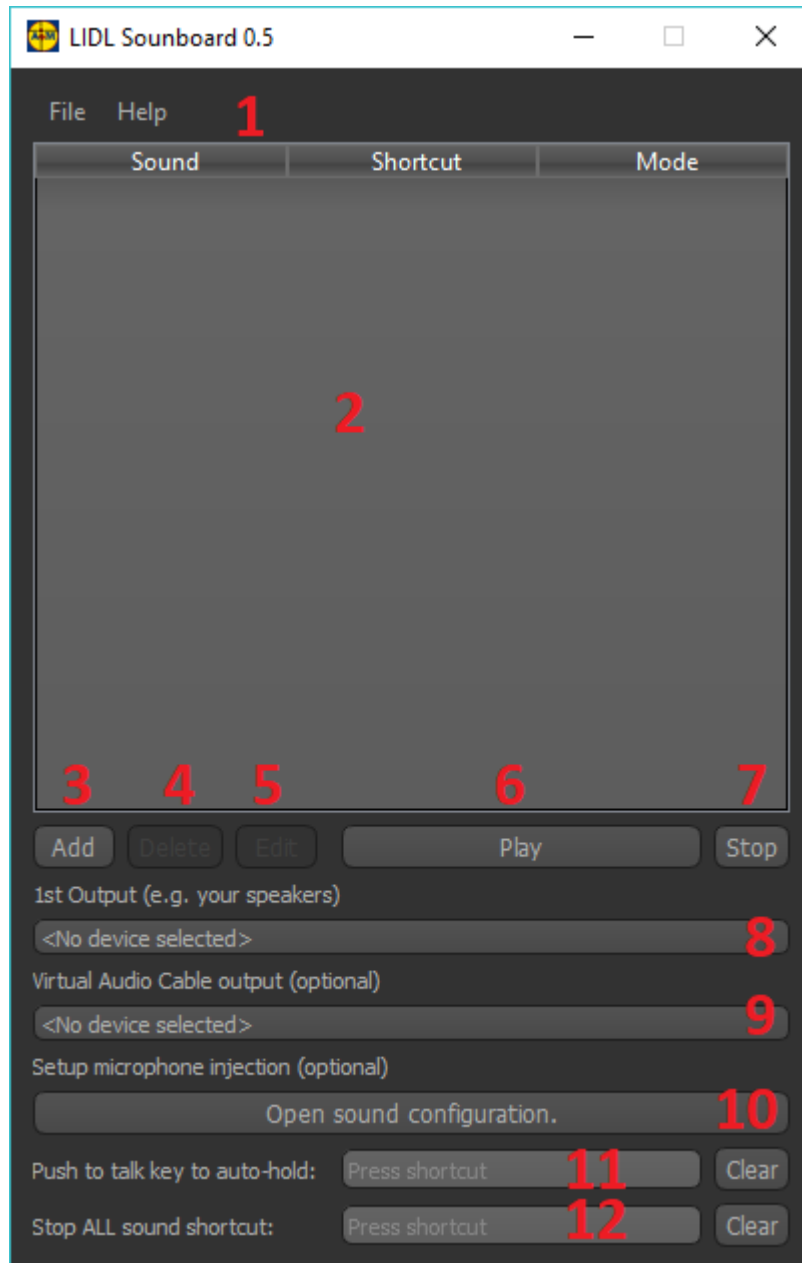 LIDL Sounboard 0.5
File Help 1
Sound Shortcut Mode
2
3 4 5 6 7
Add Delete Edit Play Stop
1st Output (e.g. your speakers)
<No device selected> 8
Virtual Audio Cable output (optional)
<No device selected> 9
Setup microphone injection (optional)
Open sound configuration. 10
Push to talk key to auto-hold: Press shortcut 11 Clear
Stop ALL sound shortcut: Press shortcut 12 Clear